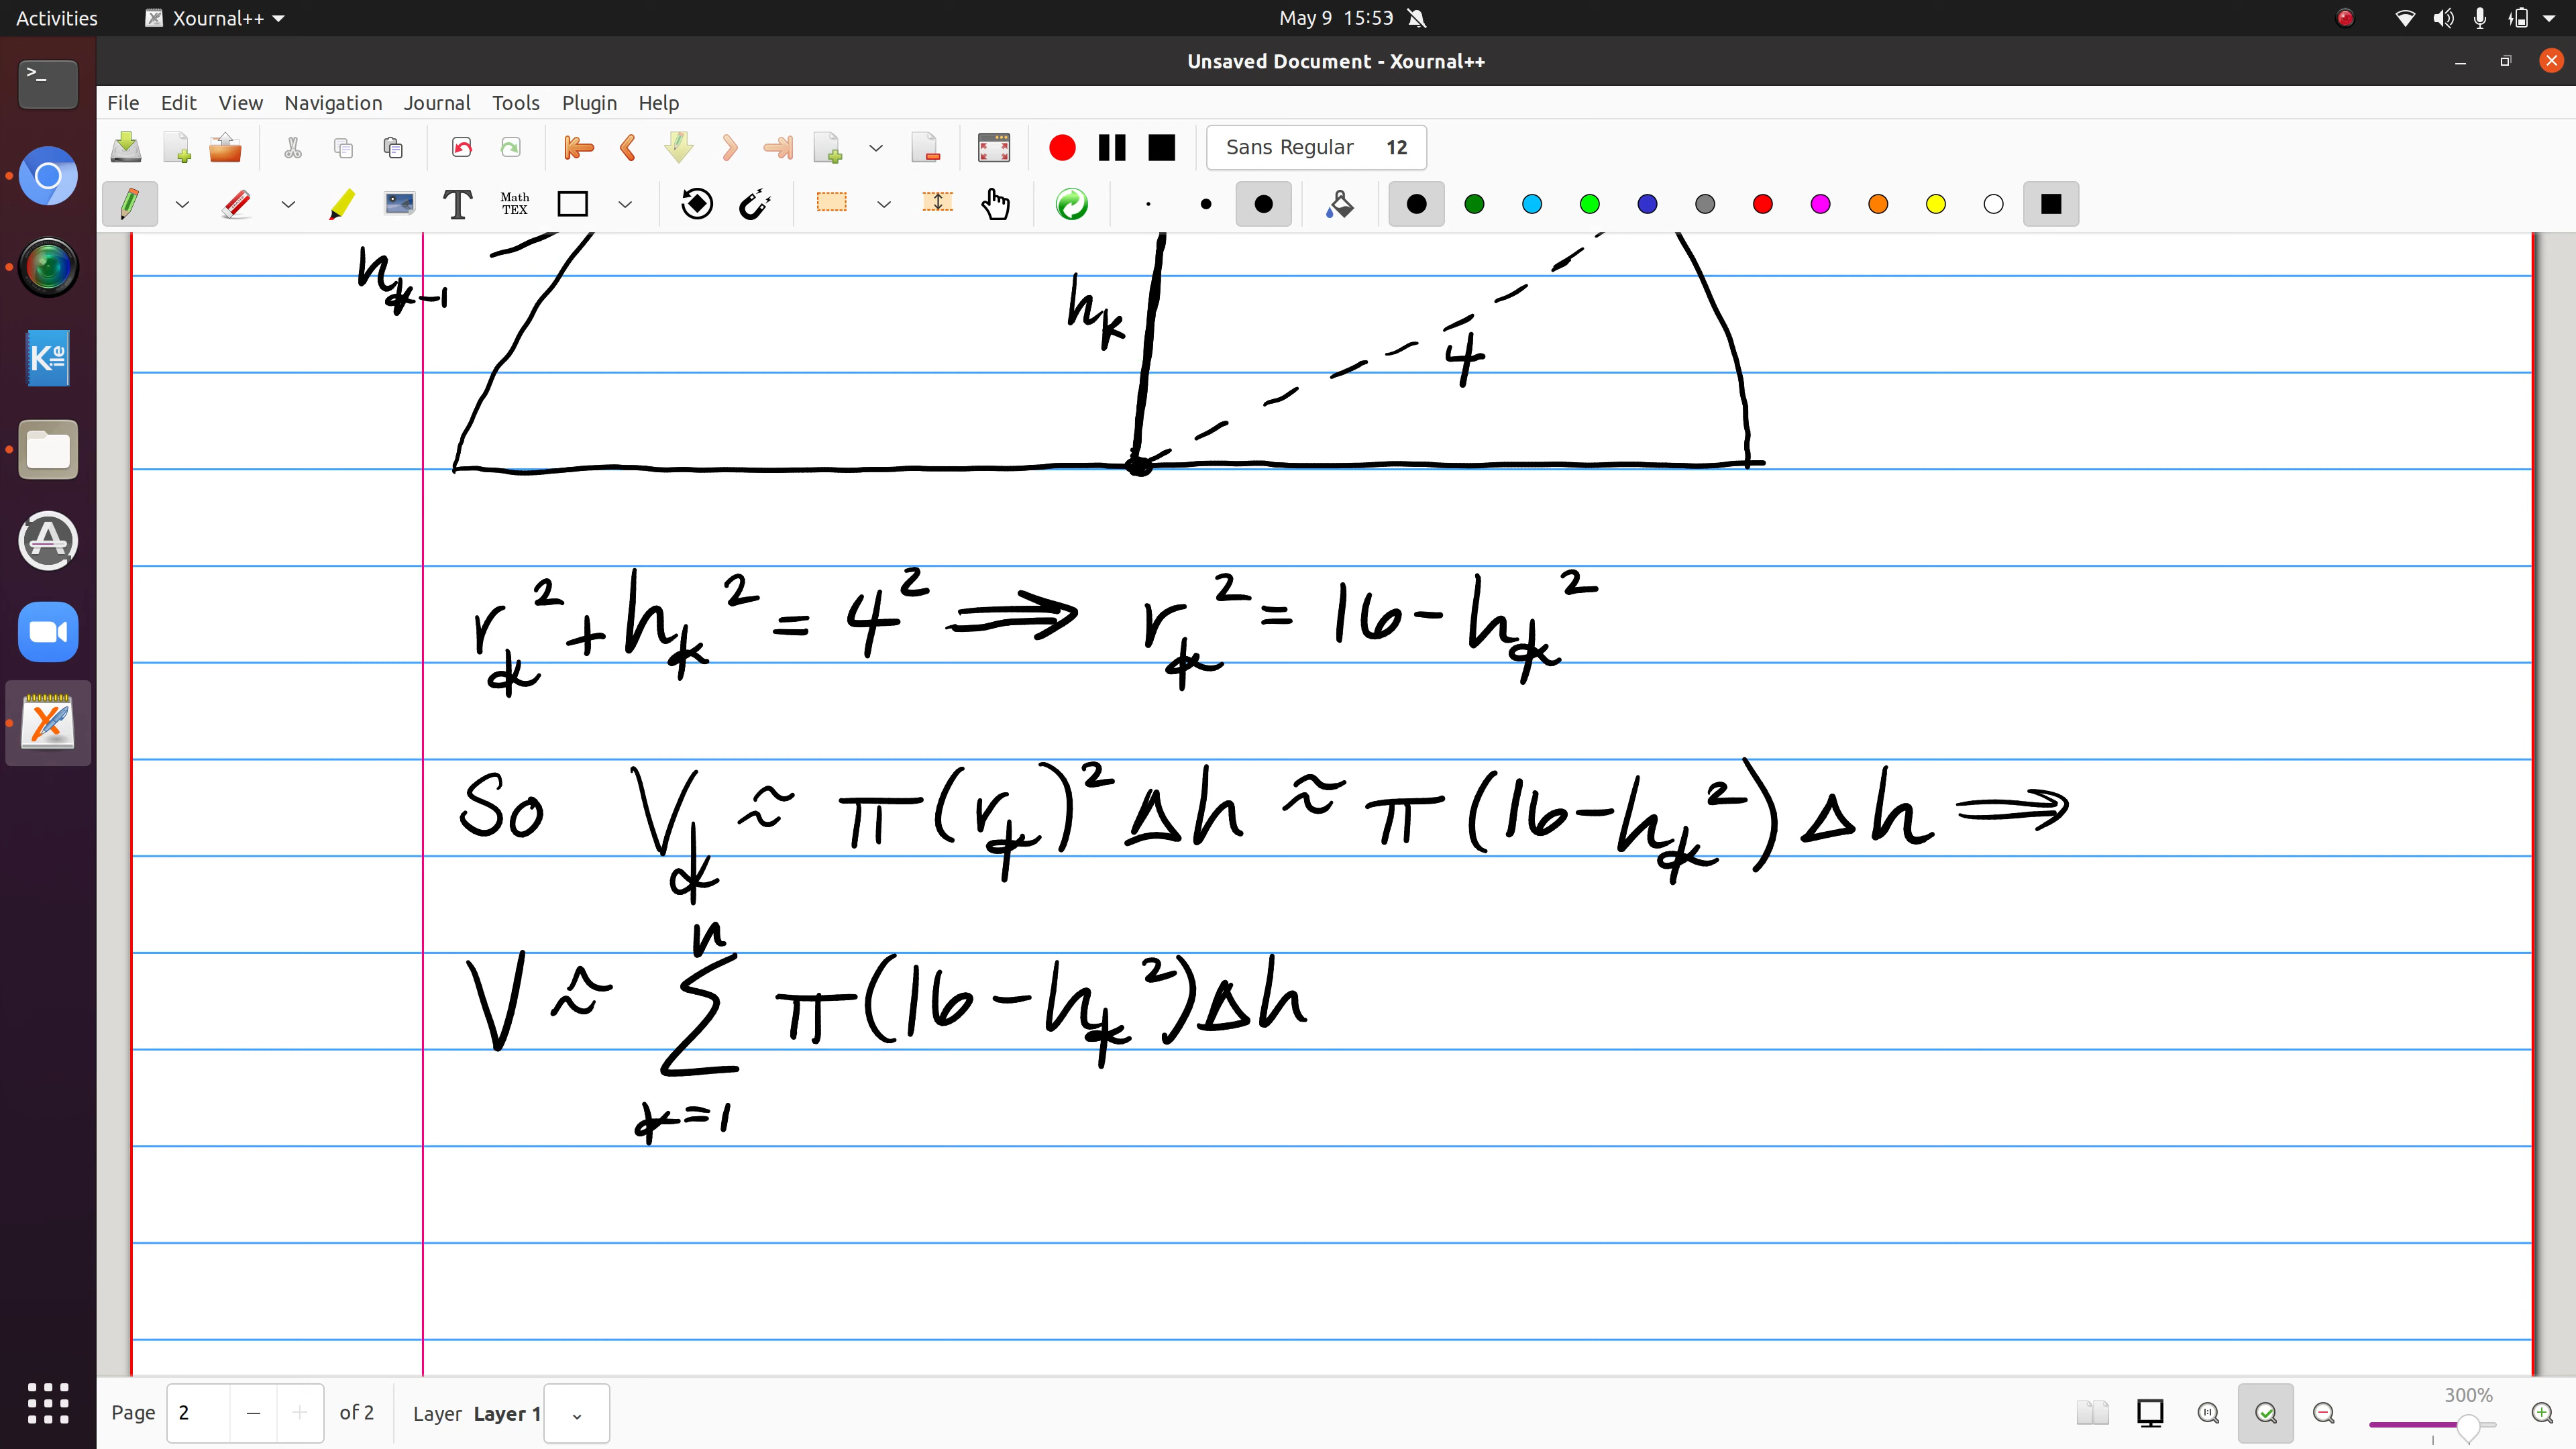 Activities Xournal++ May 9 15:53
Unsaved Document - Xournal++
File Edit View Navigation Journal Tools Plugin Help
Sans Regular 12
Math TEX
h_{k-1}
h_k
4
r_k^2 + h_k^2 = 4^2 ⟹ r_k^2 = 16 - h_k^2
So V_k ≈ π(r_k)^2 Δh ≈ π(16 - h_k^2) Δh ⟹
V ≈ ∑_{k=1}^{n} π(16 - h_k^2) Δh
Page 2 of 2 Layer Layer 1 300%